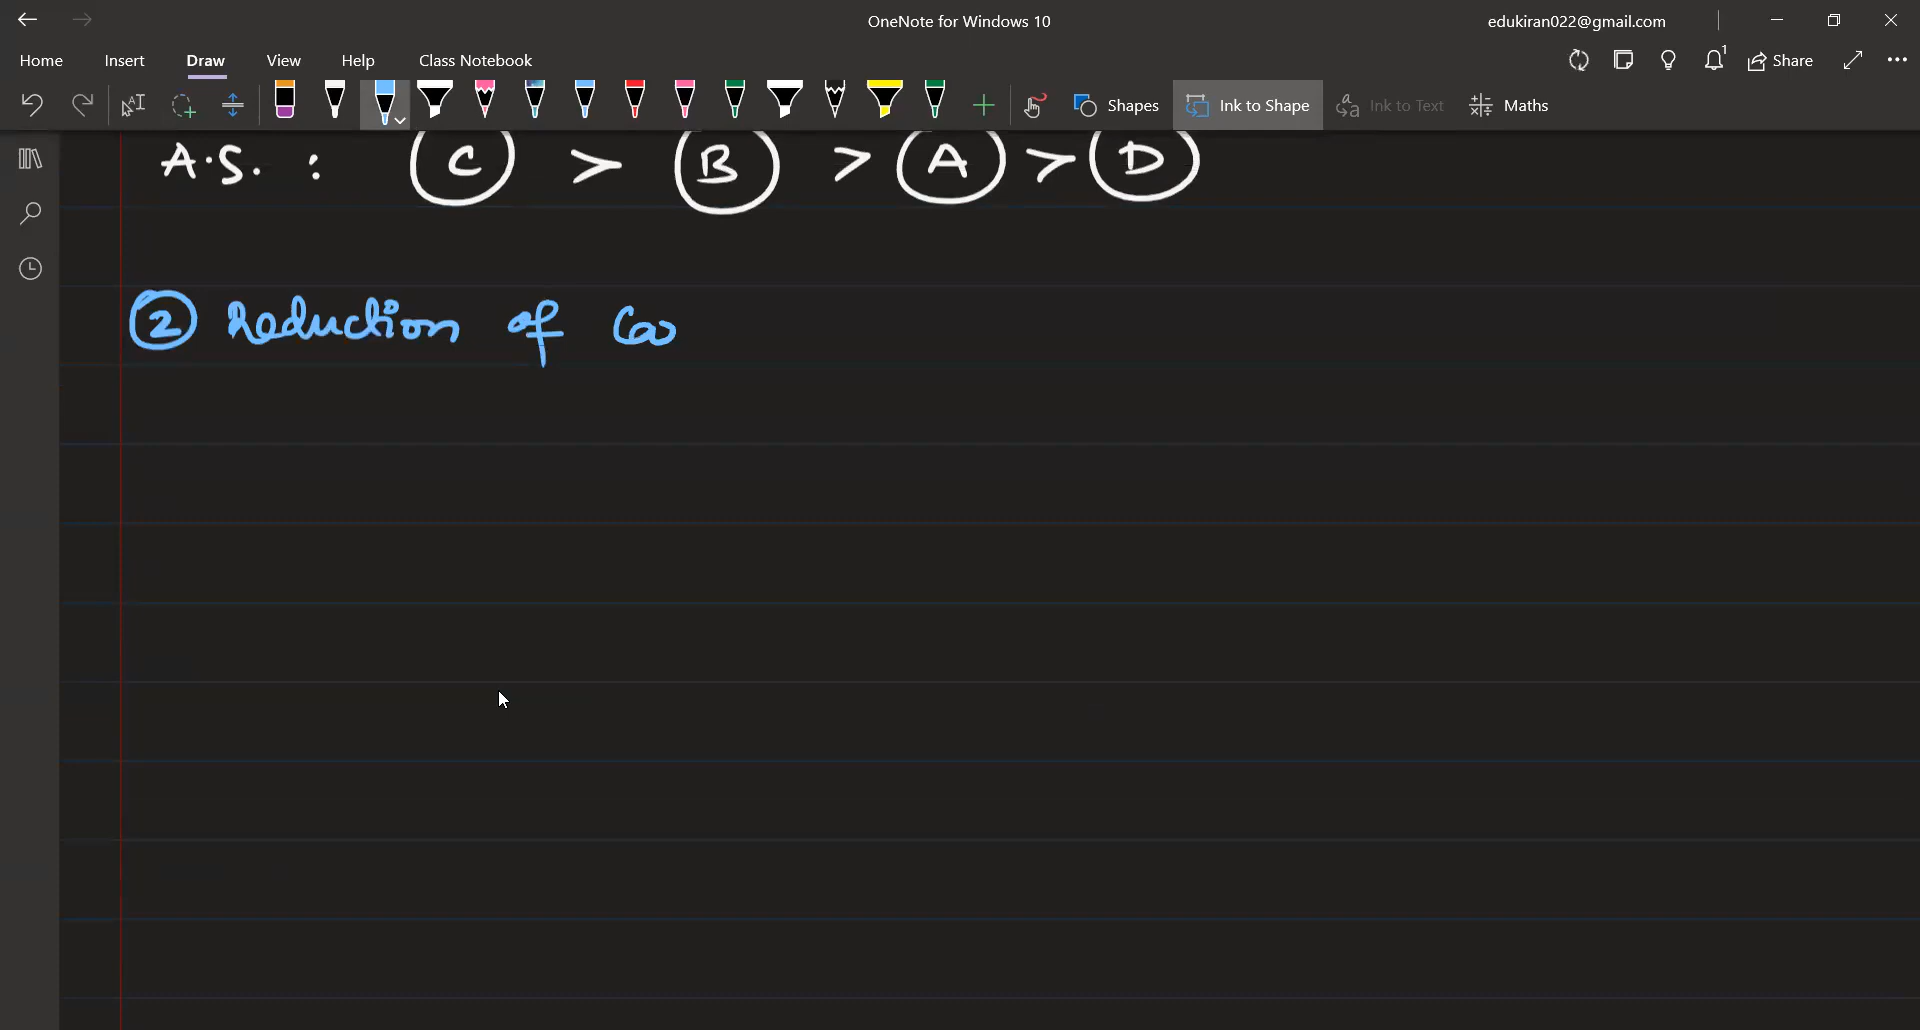 OneNote for Windows 10
edukiran022@gmail.com
Home Insert Draw View Help Class Notebook
1 Share
Shapes Ink to Shape Ink to Text Maths
A.S. : C > B > A > D
② Reduction of